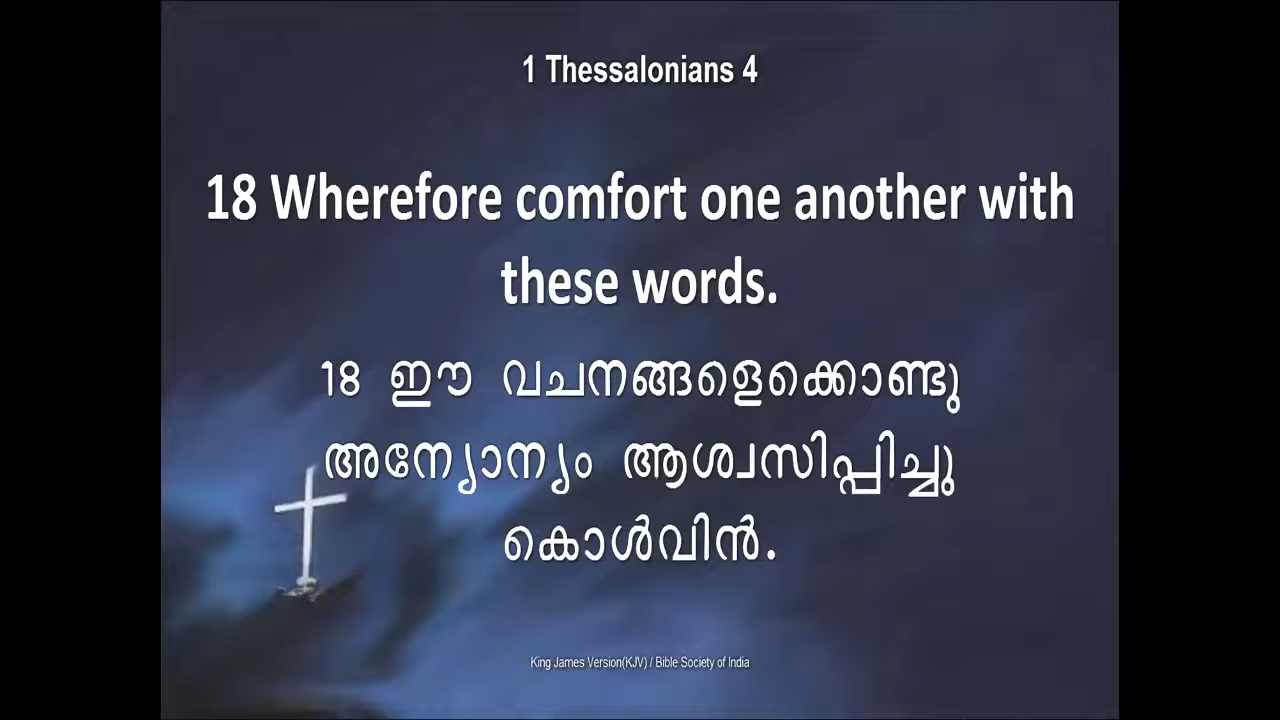 1 Thessalonians 4
18 Wherefore comfort one another with
these words.
18 ഈ വചനങ്ങളെക്കൊണ്ടു
അന്യോന്യം ആശ്വസിപ്പിച്ചു
കൊൾവിൻ.
King James Version(KJV) / Bible Society of India